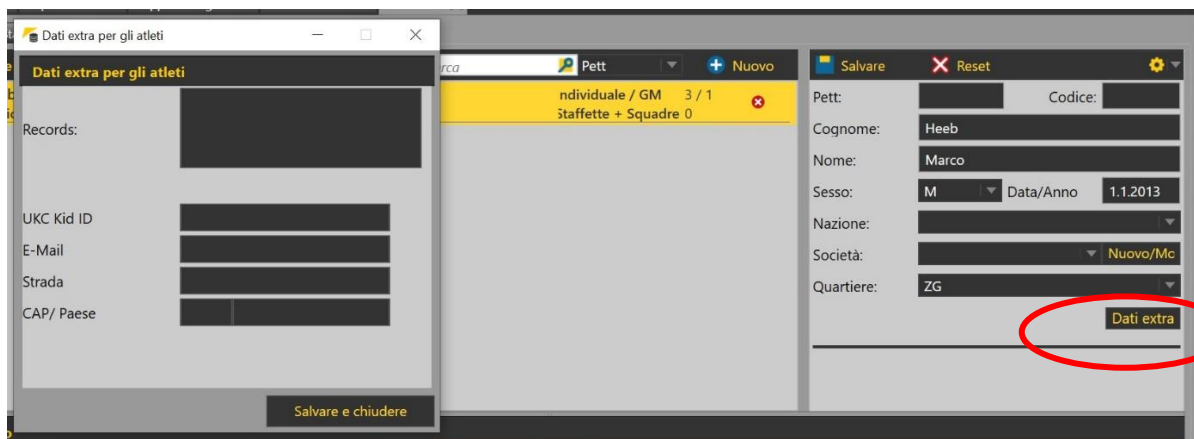 Dati extra per gli atleti
Dati extra per gli atleti
Records:
UKC Kid ID
E-Mail
Strada
CAP/ Paese
Salvare e chiudere
Pett
Nuovo
ndividuale / GM 3 / 1
Staffette + Squadre 0
Salvare Reset
Pett: Codice:
Cognome: Heeb
Nome: Marco
Sesso: M Data/Anno 1.1.2013
Nazione:
Società: Nuovo/Mo
Quartiere: ZG
Dati extra